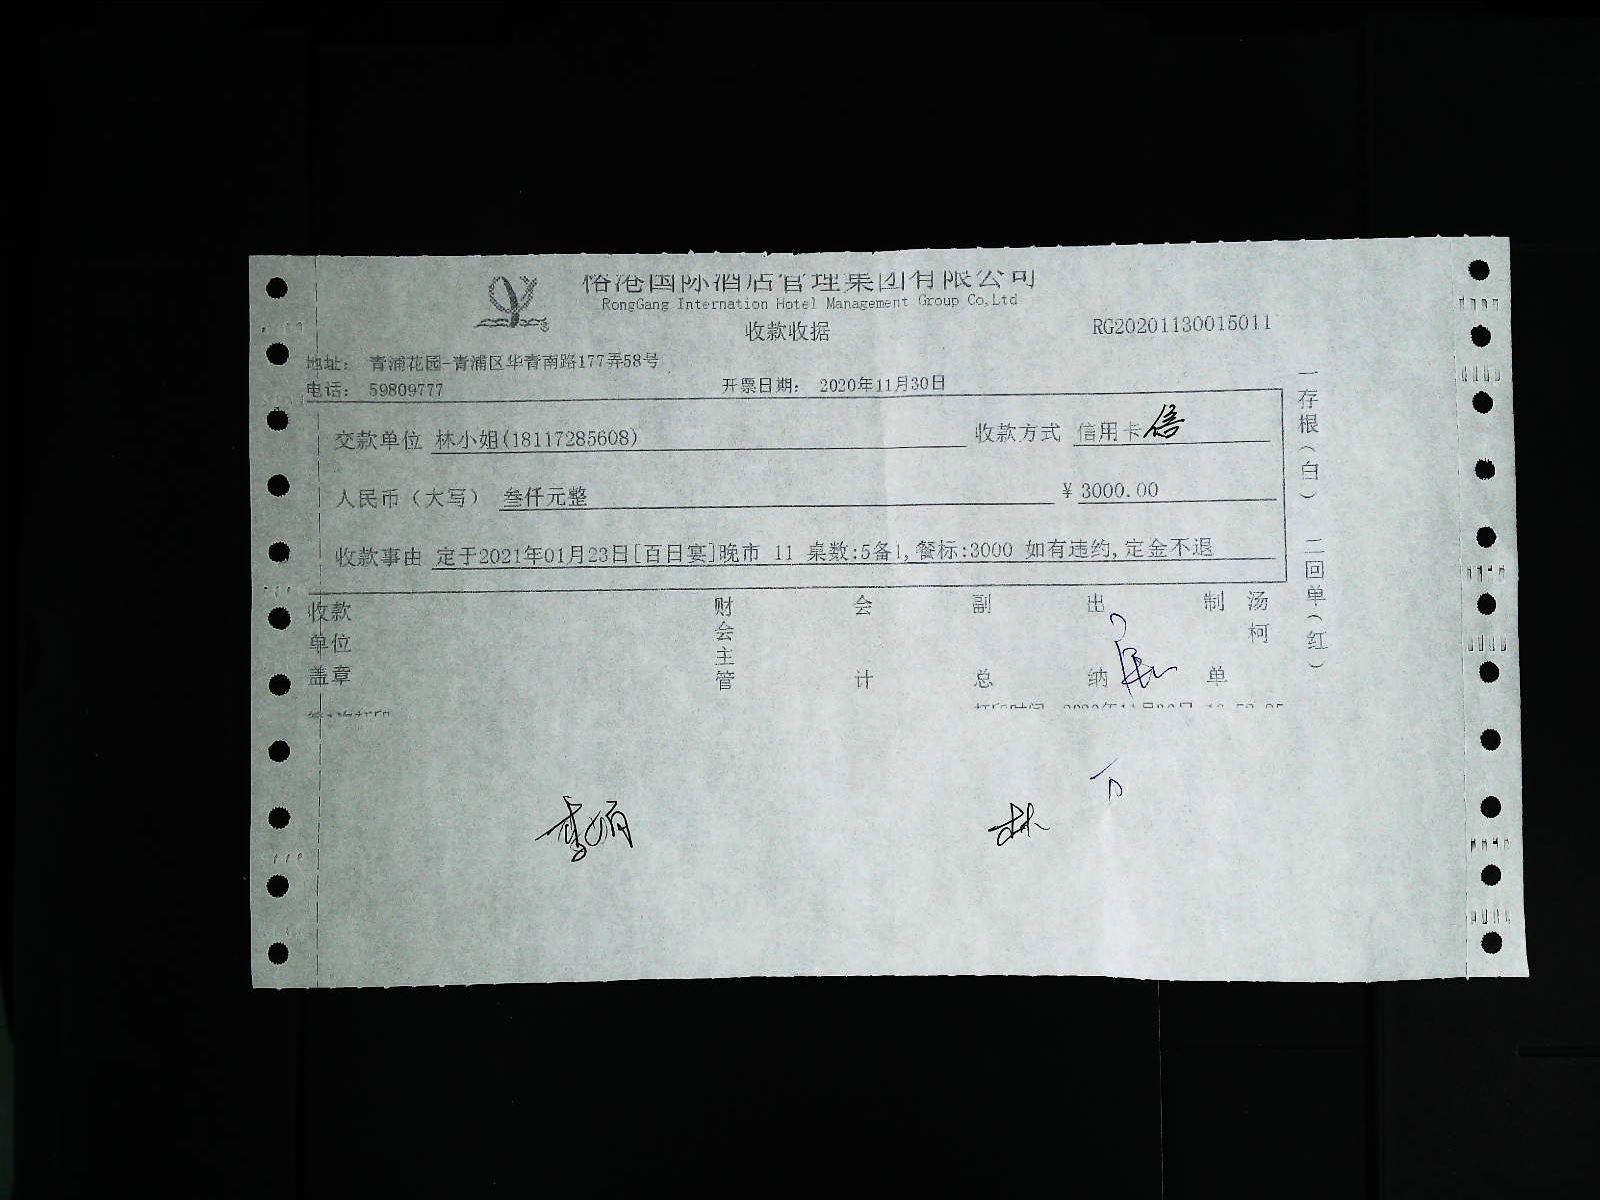 榕港国际酒店管理集团有限公司
RongGang Internation Hotel Management Group Co,Ltd
收款收据
RG20201130015011
地址： 青浦花园-青浦区华青南路177弄58号
电话： 59809777
开票日期： 2020年11月30日
交款单位 林小姐(18117285608)
收款方式 信用卡 信
人民币（大写） 叁仟元整
￥3000.00
收款事由 定于2021年01月23日[百日宴]晚市 11 桌数:5备1,餐标:3000 如有违约,定金不退
一存根（白） 二回单（红）
收款单位盖章
财会主管
会计
副总
出纳
制单
汤柯
打印时间
林